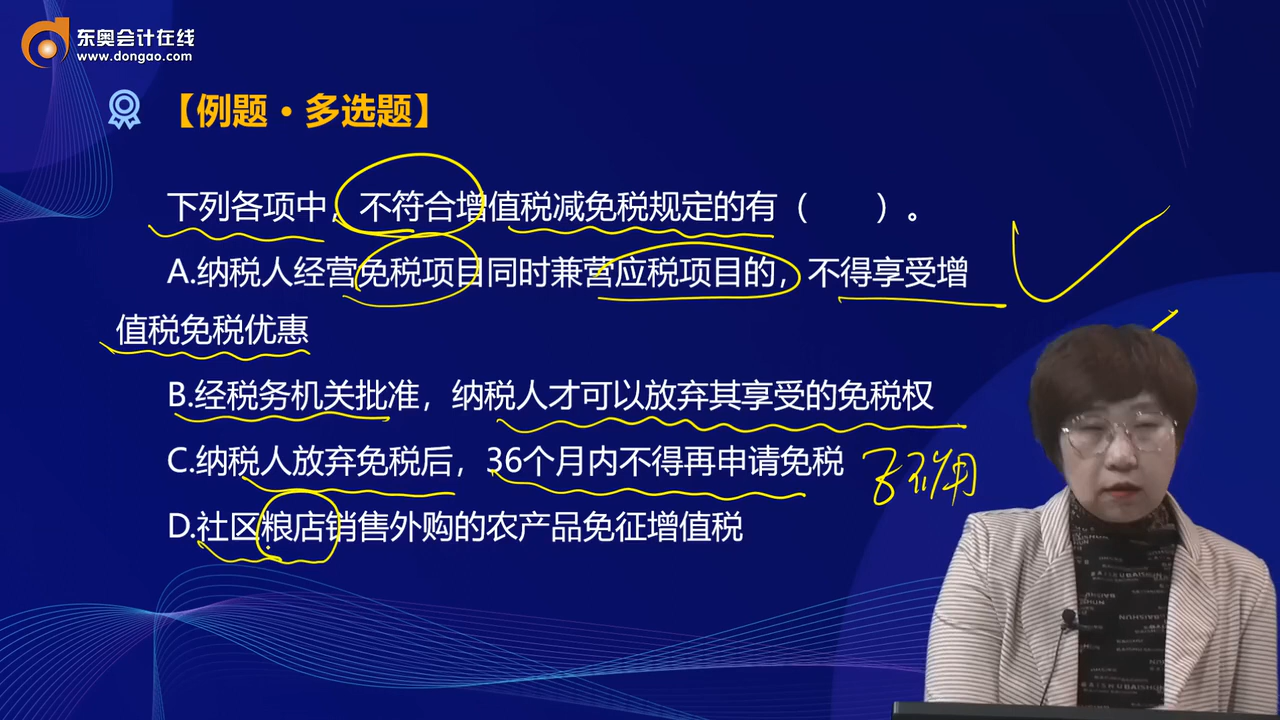 东奥会计在线
www.dongao.com
【例题·多选题】
下列各项中，不符合增值税减免税规定的有（　　）。
A.纳税人经营免税项目同时兼营应税项目的，不得享受增
值税免税优惠
B.经税务机关批准，纳税人才可以放弃其享受的免税权
C.纳税人放弃免税后，36个月内不得再申请免税
D.社区粮店销售外购的农产品免征增值税